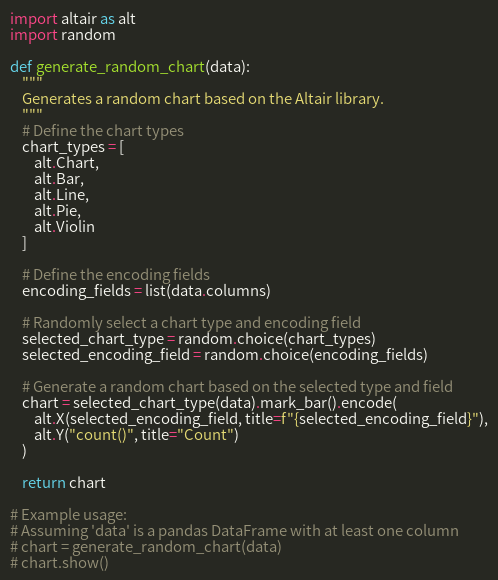 import altair as alt
import random

def generate_random_chart(data):
    """
    Generates a random chart based on the Altair library.
    """
    # Define the chart types
    chart_types = [
        alt.Chart,
        alt.Bar,
        alt.Line,
        alt.Pie,
        alt.Violin
    ]

    # Define the encoding fields
    encoding_fields = list(data.columns)

    # Randomly select a chart type and encoding field
    selected_chart_type = random.choice(chart_types)
    selected_encoding_field = random.choice(encoding_fields)

    # Generate a random chart based on the selected type and field
    chart = selected_chart_type(data).mark_bar().encode(
        alt.X(selected_encoding_field, title=f"{selected_encoding_field}"),
        alt.Y("count()", title="Count")
    )

    return chart

# Example usage:
# Assuming 'data' is a pandas DataFrame with at least one column
# chart = generate_random_chart(data)
# chart.show()